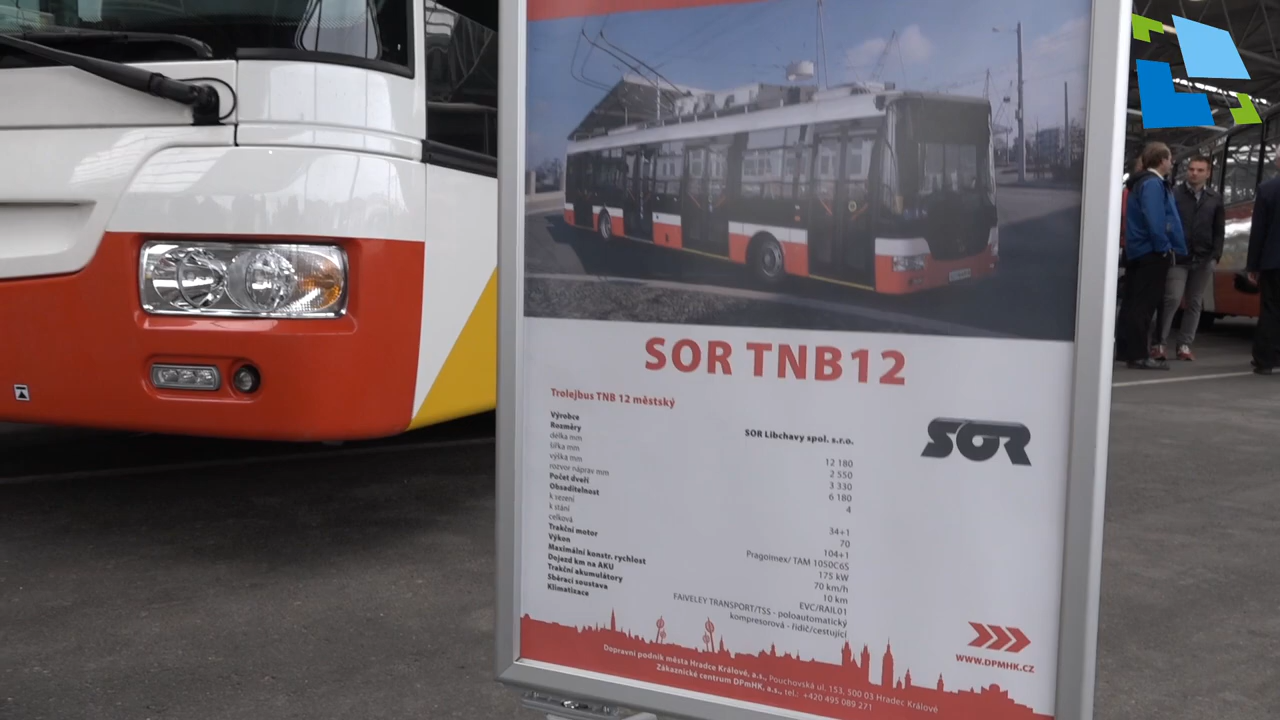 SOR TNB12
Trolejbus TNB 12 městský
Výrobce
SOR Libchavy spol. s.r.o.
Rozměry
délka mm 12 180
šířka mm 2 550
výška mm 3 330
rozvor náprav mm 6 180
Počet dveří 4
Obsaditelnost
k sezení 34+1
k stání 70
celková 104+1
Trakční motor Pragoimex/ TAM 1050C6S
Výkon 175 kW
Maximální konstr. rychlost 70 km/h
Dojezd km na AKU 10 km
Trakční akumulátory EVC/RAIL01
Sběrací soustava FAIVELEY TRANSPORT/TSS - poloautomatický
Klimatizace kompresorová - řidič/cestující
SOR
WWW.DPMHK.CZ
Dopravní podnik města Hradce Králové, a.s., Pouchovská ul. 153, 500 03 Hradec Králové
Zákaznické centrum DPmHK, a.s., tel.: +420 495 089 271